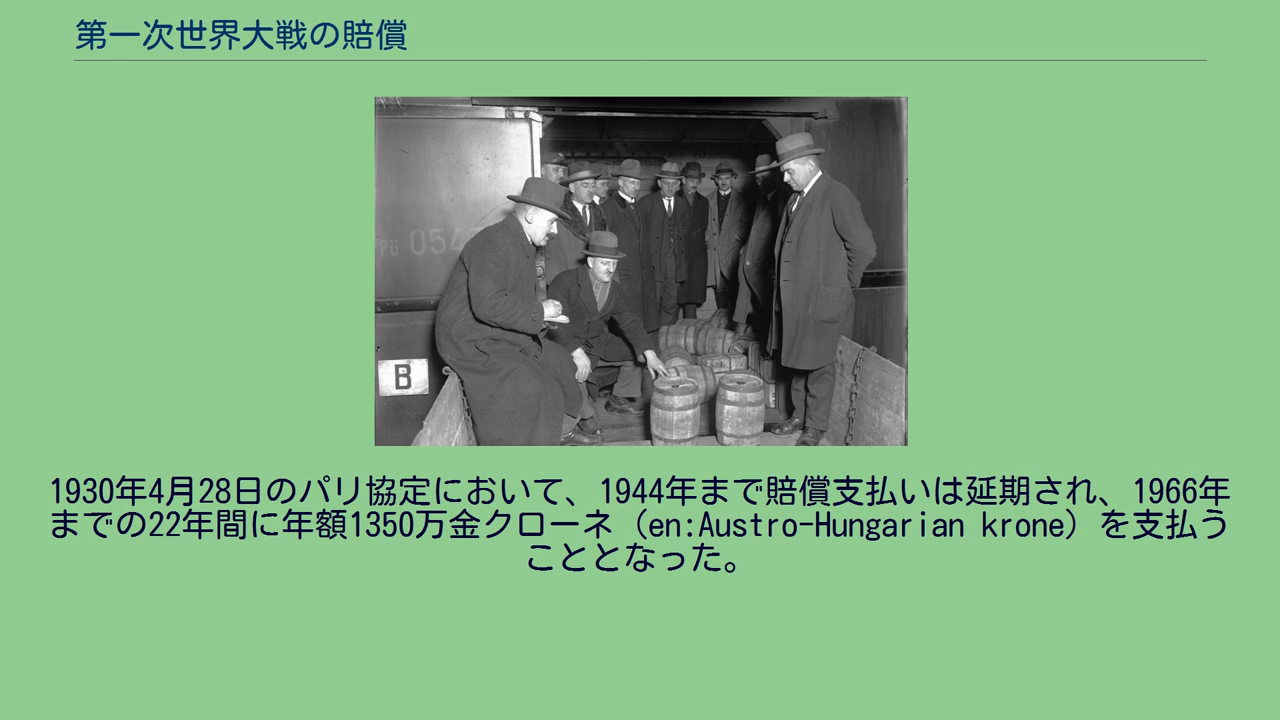 第一次世界大戦の賠償
0542
B
1930年4月28日のパリ協定において、1944年まで賠償支払いは延期され、1966年
までの22年間に年額1350万金クローネ（en:Austro-Hungarian krone）を支払う
こととなった。